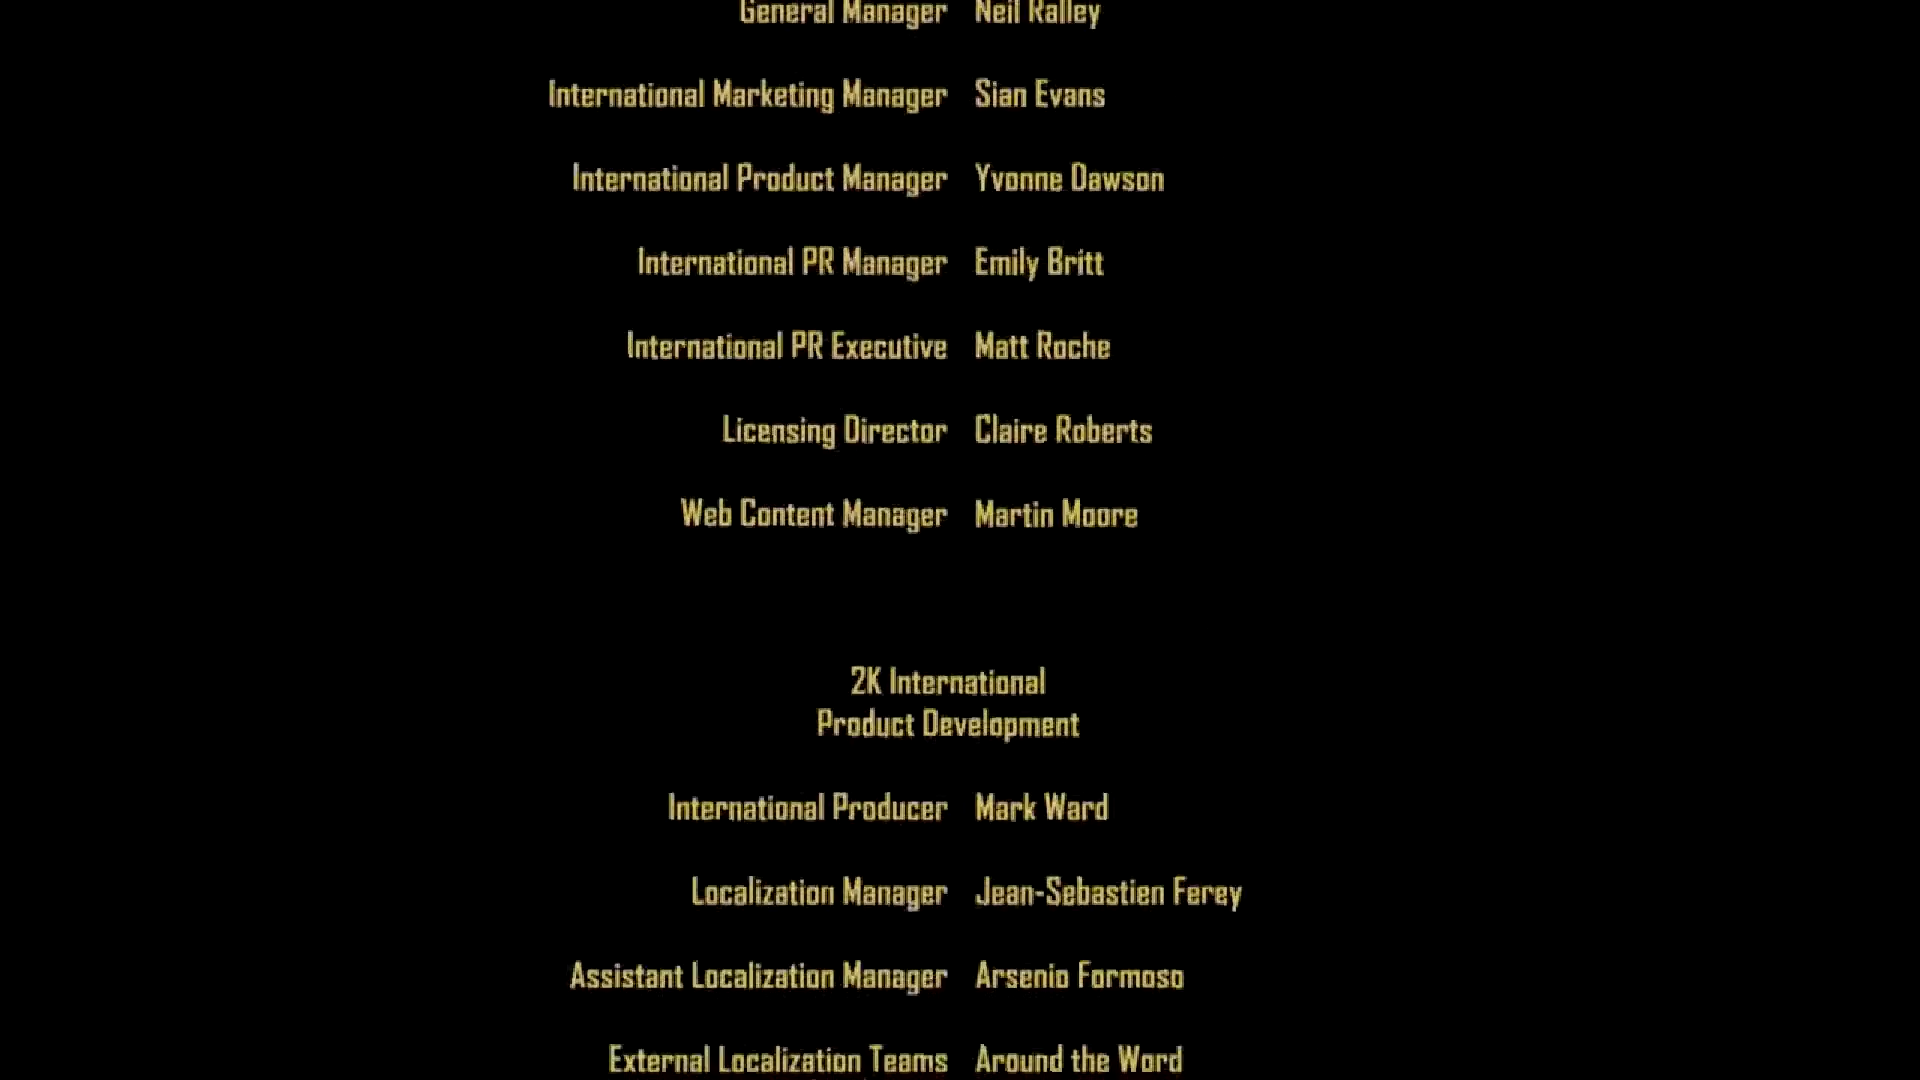 General Manager Neil Ralley
International Marketing Manager Sian Evans
International Product Manager Yvonne Dawson
International PR Manager Emily Britt
International PR Executive Matt Roche
Licensing Director Claire Roberts
Web Content Manager Martin Moore
2K International
Product Development
International Producer Mark Ward
Localization Manager Jean-Sebastien Ferey
Assistant Localization Manager Arsenio Formoso
External Localization Teams Around the Word